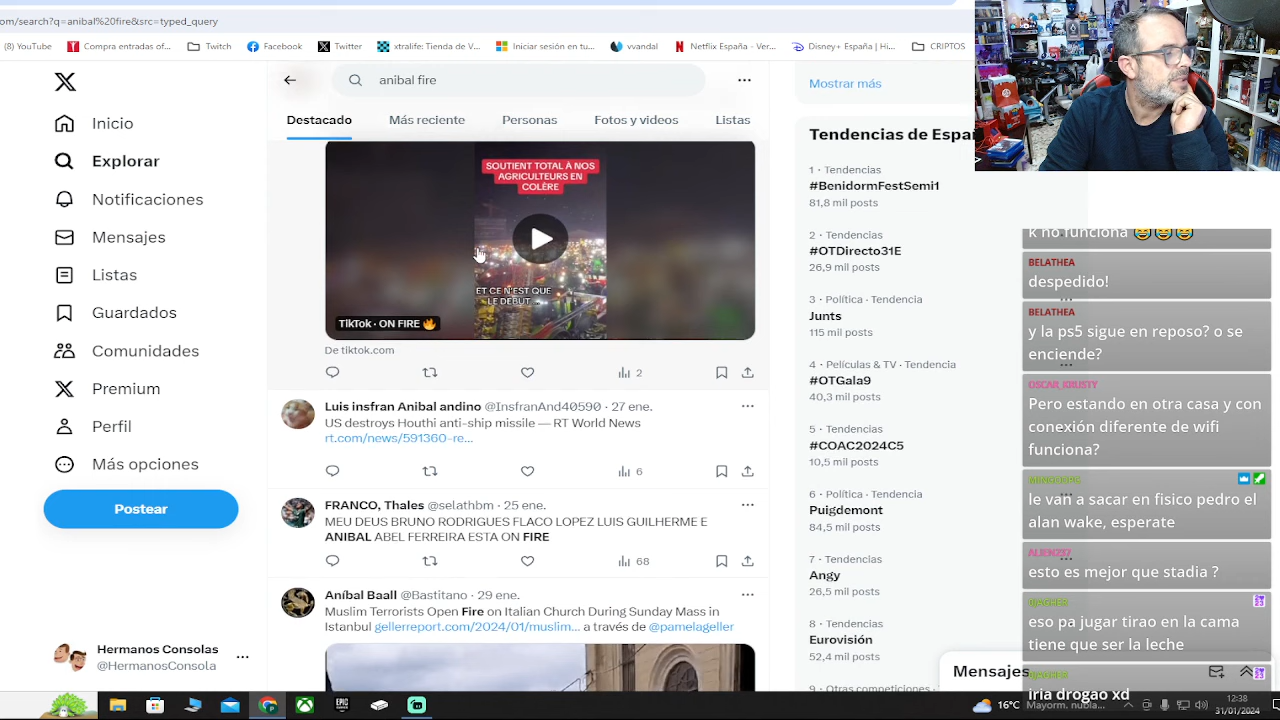 om/search?q=anibal%20fire&src=typed_query
(8) YouTube
Compra entradas of...
Twitch
Facebook
Twitter
xtralife: Tienda de V...
Iniciar sesión en tu...
vvandal
Netflix España - Ver...
Disney+ España | Hi...
CRIPTOS
anibal fire
Destacado
Más reciente
Personas
Fotos y videos
Listas
Inicio
Explorar
Notificaciones
Mensajes
Listas
Guardados
Comunidades
Premium
Perfil
Más opciones
Postear
Hermanos Consolas
@HermanosConsola
SOUTIENT TOTAL À NOS
AGRICULTEURS EN
COLÈRE
ET CE N'EST QUE
LE DÉBUT ...
TikTok · ON FIRE 🔥
De tiktok.com
2
Luis insfran Anibal andino @InsfranAnd40590 · 27 ene.
US destroys Houthi anti-ship missile — RT World News
rt.com/news/591360-re...
6
FRANCO, Thales @selathbm · 25 ene.
MEU DEUS BRUNO RODRIGUES FLACO LOPEZ LUIS GUILHERME E
ANIBAL ABEL FERREIRA ESTA ON FIRE
68
Aníbal Baall @Bastitano · 29 ene.
Muslim Terrorists Open Fire on Italian Church During Sunday Mass in
Istanbul gellerreport.com/2024/01/muslim... a través de @pamelageller
Mostrar más
Tendencias de Espa
1 · Tendencias
#BenidormFestSemi1
81,8 mil posts
2 · Tendencias
#OTDirecto31E
26,9 mil posts
3 · Política · Tendencia
Junts
115 mil posts
4 · Películas & TV · Tendencia
#OTGala9
40,3 mil posts
5 · Tendencias
#COAC2024C5
10,5 mil posts
6 · Política · Tendencia
Puigdemont
84,5 mil posts
7 · Tendencias
Angy
26,5 mil posts
8 · Tendencias
Eurovisión
52,4 mil posts
9 · Otras competiciones
Mensajes
k no funciona 😂😂😂
BELATHEA
despedido!
BELATHEA
y la ps5 sigue en reposo? o se
enciende?
OSCAR_KRUSTY
Pero estando en otra casa y con
conexión diferente de wifi
funciona?
le van a sacar en fisico pedro el
alan wake, esperate
ALIEN237
esto es mejor que stadia ?
eso pa jugar tirao en la cama
tiene que ser la leche
iria drogao xd
16°C Mayorm. nubla...
12:38
31/01/2024